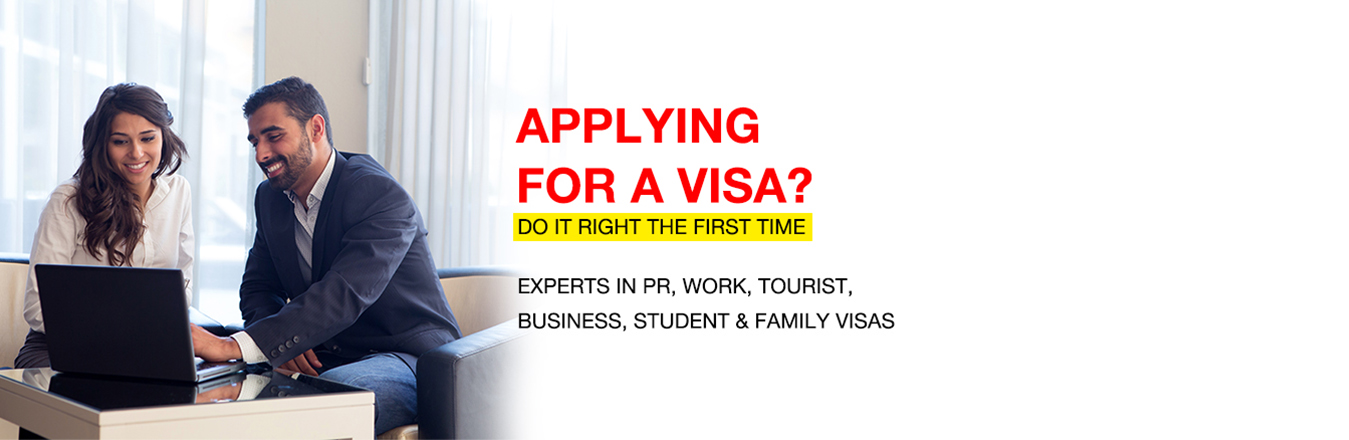 APPLYING
FOR A VISA?
DO IT RIGHT THE FIRST TIME
EXPERTS IN PR, WORK, TOURIST,
BUSINESS, STUDENT & FAMILY VISAS